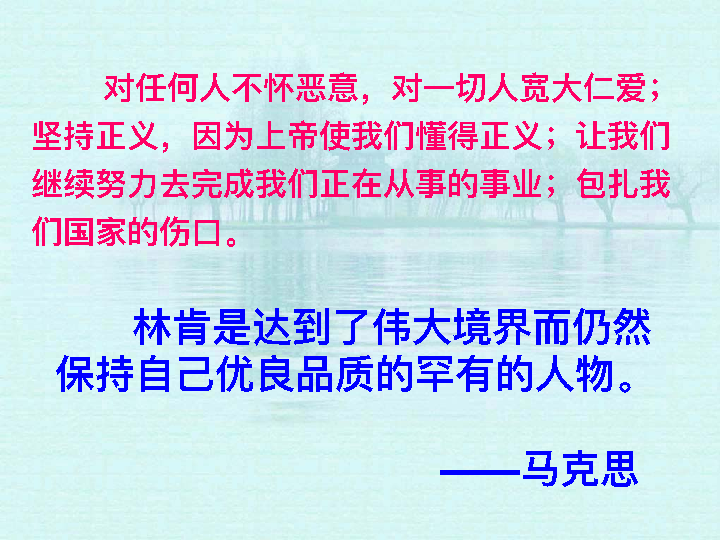 对任何人不怀恶意，对一切人宽大仁爱；
坚持正义，因为上帝使我们懂得正义；让我们
继续努力去完成我们正在从事的事业；包扎我
们国家的伤口。
林肯是达到了伟大境界而仍然
保持自己优良品质的罕有的人物。
——马克思